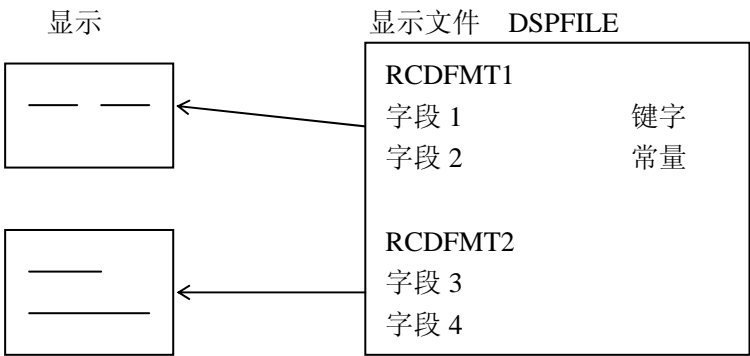 显示
显示文件 DSPFILE
RCDFMT1
字段 1 键字
字段 2 常量
RCDFMT2
字段 3
字段 4